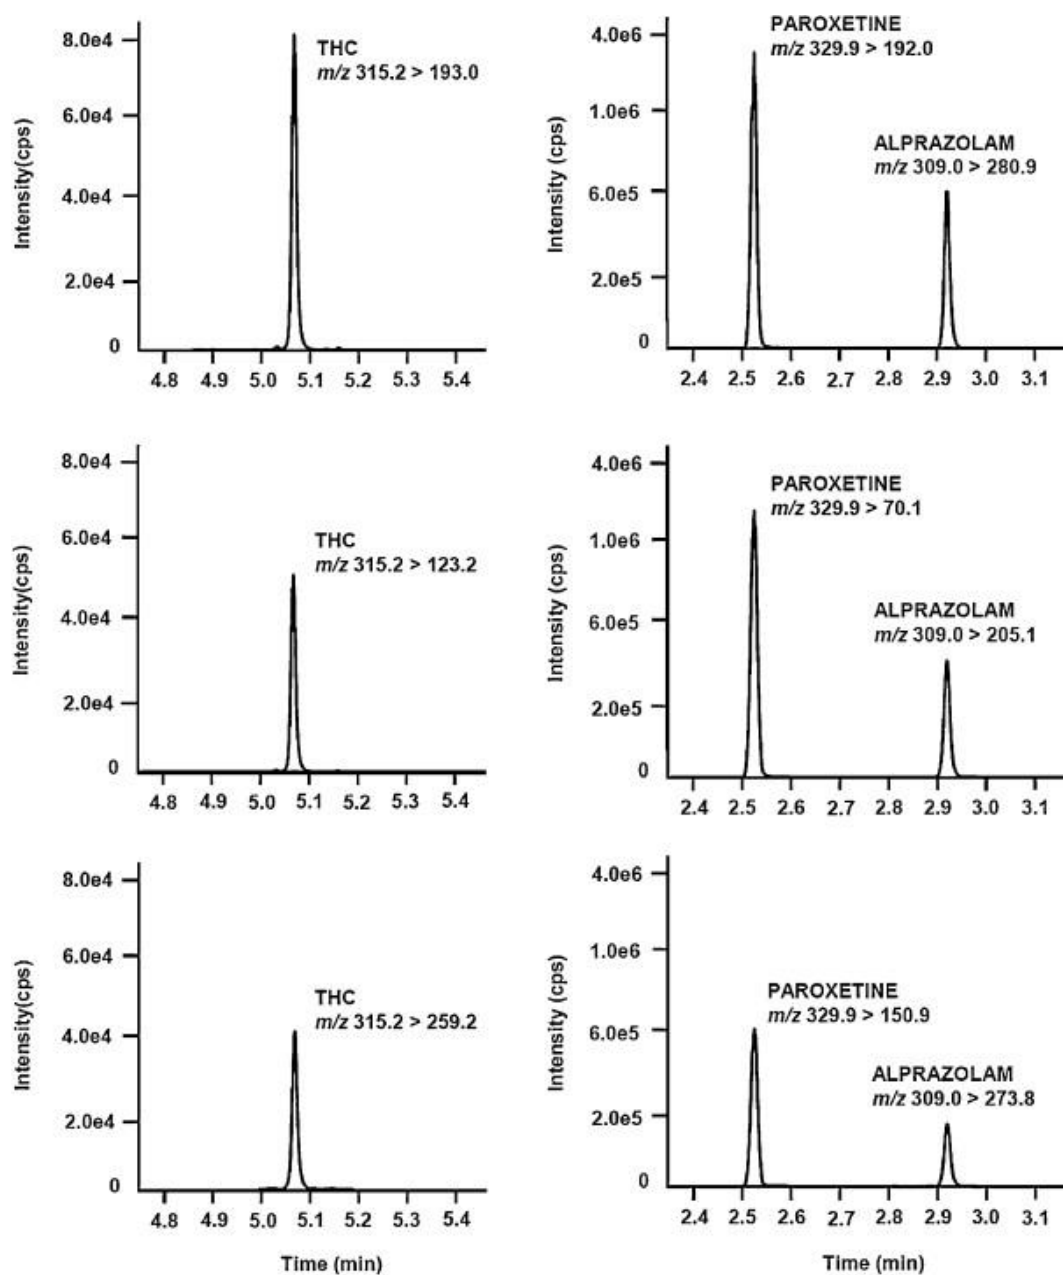 8.0e4
6.0e4
4.0e4
2.0e4
0
Intensity(cps)
THC
m/z 315.2 > 193.0
4.8 4.9 5.0 5.1 5.2 5.3 5.4
4.0e6
1.0e6
6.0e5
2.0e5
0
Intensity (cps)
PAROXETINE
m/z 329.9 > 192.0
ALPRAZOLAM
m/z 309.0 > 280.9
2.4 2.5 2.6 2.7 2.8 2.9 3.0 3.1
8.0e4
6.0e4
4.0e4
2.0e4
0
Intensity(cps)
THC
m/z 315.2 > 123.2
4.8 4.9 5.0 5.1 5.2 5.3 5.4
4.0e6
1.0e6
6.0e5
2.0e5
0
Intensity (cps)
PAROXETINE
m/z 329.9 > 70.1
ALPRAZOLAM
m/z 309.0 > 205.1
2.4 2.5 2.6 2.7 2.8 2.9 3.0 3.1
8.0e4
6.0e4
4.0e4
2.0e4
0
Intensity(cps)
THC
m/z 315.2 > 259.2
4.8 4.9 5.0 5.1 5.2 5.3 5.4
Time (min)
4.0e6
1.0e6
6.0e5
2.0e5
0
Intensity (cps)
PAROXETINE
m/z 329.9 > 150.9
ALPRAZOLAM
m/z 309.0 > 273.8
2.4 2.5 2.6 2.7 2.8 2.9 3.0 3.1
Time (min)